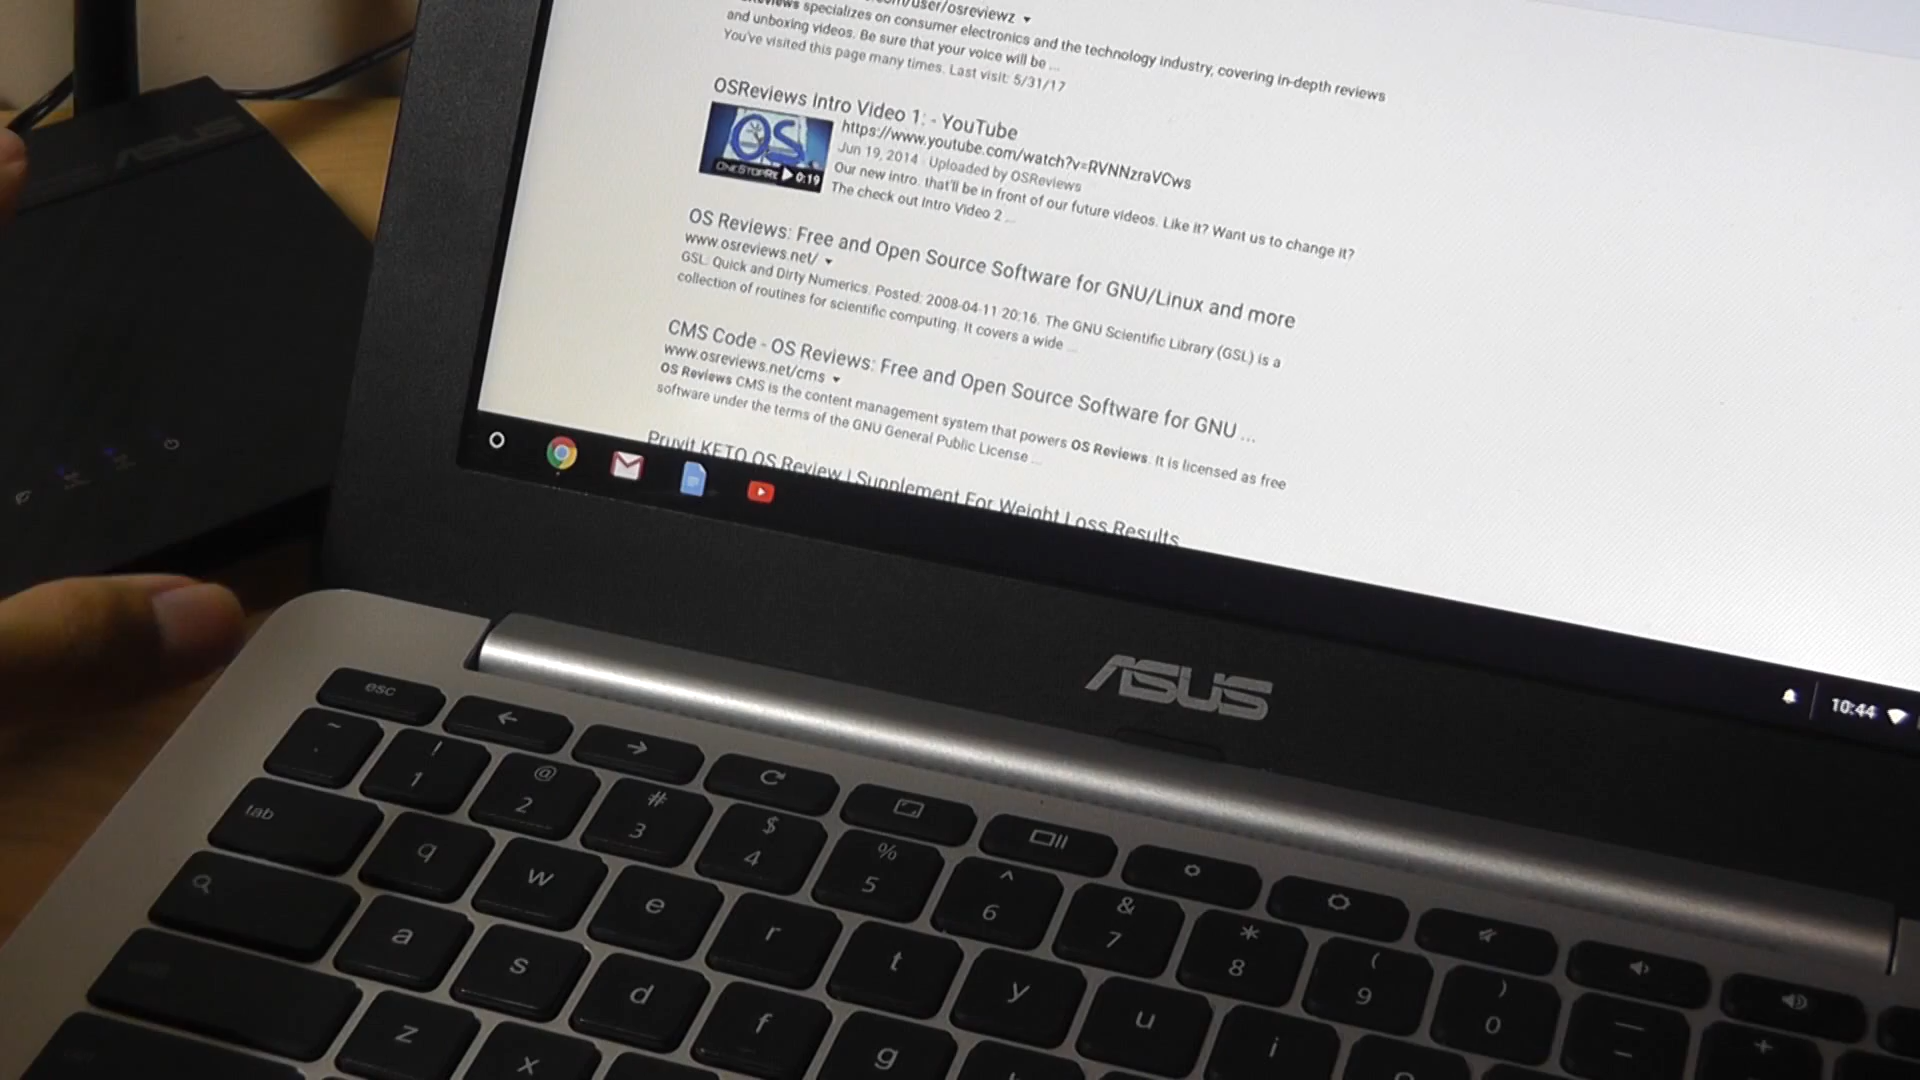 .com/user/osreviewz
specializes on consumer electronics and the technology industry, covering in-depth reviews
and unboxing videos. Be sure that your voice will be ...
You've visited this page many times. Last visit: 5/31/17
OSReviews Intro Video 1: - YouTube
https://www.youtube.com/watch?v=RVNNzraVCws
Jun 19, 2014 - Uploaded by OSReviews
Our new intro, that'll be in front of our future videos. Like it? Want us to change it?
The check out Intro Video 2 ...
OS
0:19
OS Reviews: Free and Open Source Software for GNU/Linux and more
www.osreviews.net/
GSL: Quick and Dirty Numerics. Posted: 2008-04-11 20:16. The GNU Scientific Library (GSL) is a
collection of routines for scientific computing. It covers a wide ...
CMS Code - OS Reviews: Free and Open Source Software for GNU ...
www.osreviews.net/cms
OS Reviews CMS is the content management system that powers OS Reviews. It is licensed as free
software under the terms of the GNU General Public License ...
Pruvit KETO OS Review | Supplement For Weight Loss Results
10:44
ASUS
ASUS
esc
~ ! @ # $ % ^ & * ( )
1 2 3 4 5 6 7 8 9 0
tab q w e r t y u i
a s d f g
z x